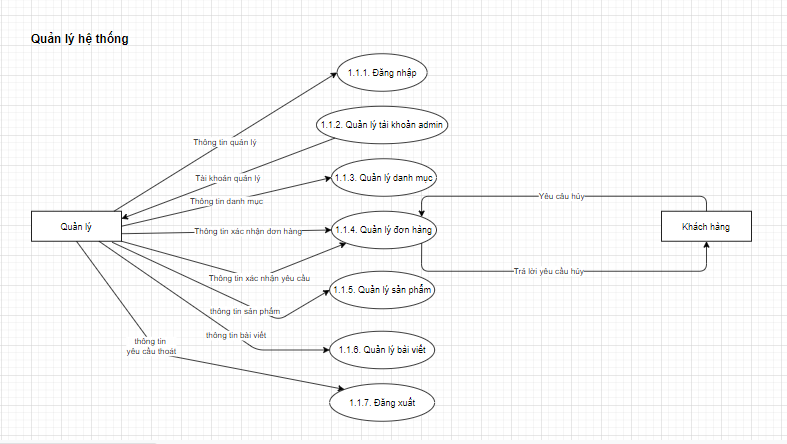 Quản lý hệ thống
1.1.1. Đăng nhập
1.1.2. Quản lý tài khoản admin
Thông tin quản lý
Tài khoản quản lý
1.1.3. Quản lý danh mục
Thông tin danh mục
Yêu cầu hủy
Quản lý
Thông tin xác nhận đơn hàng
1.1.4. Quản lý đơn hàng
Khách hàng
Thông tin xác nhận yêu cầu
Trả lời yêu cầu hủy
1.1.5. Quản lý sản phẩm
thông tin sản phẩm
thông tin bài viết
thông tin
yêu cầu thoát
1.1.6. Quản lý bài viết
1.1.7. Đăng xuất